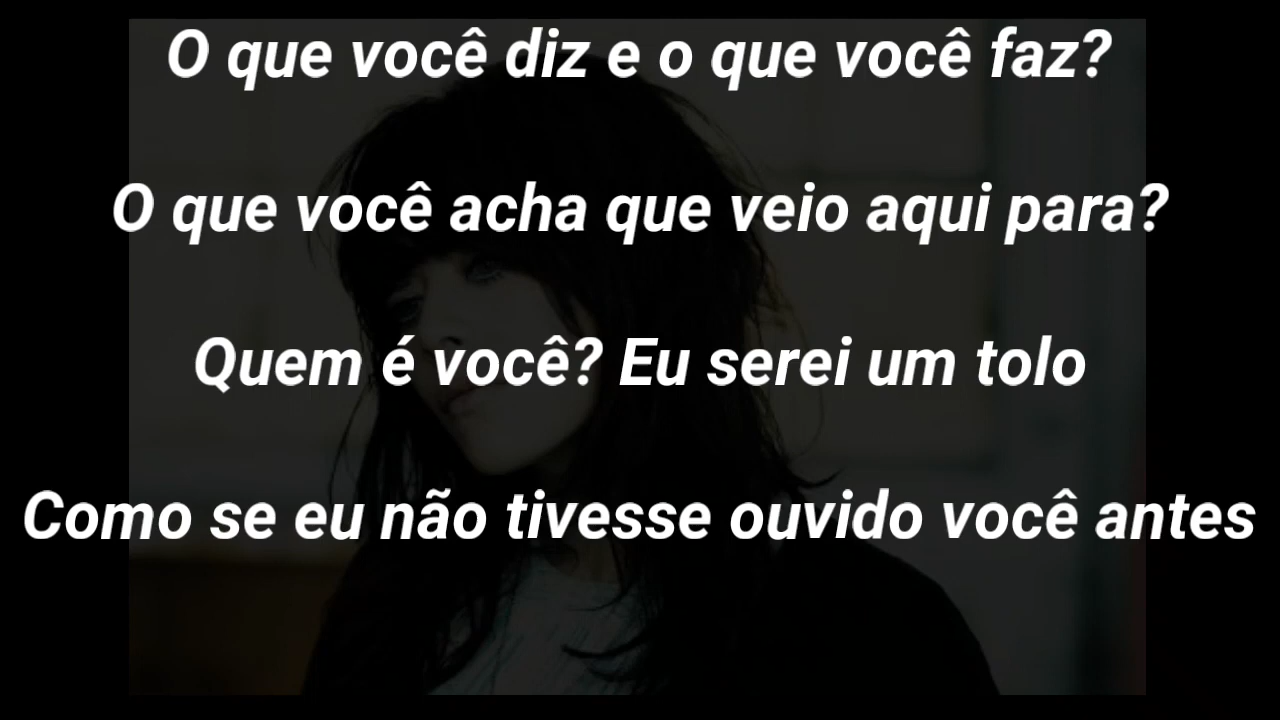 O que você diz e o que você faz?
O que você acha que veio aqui para?
Quem é você? Eu serei um tolo
Como se eu não tivesse ouvido você antes